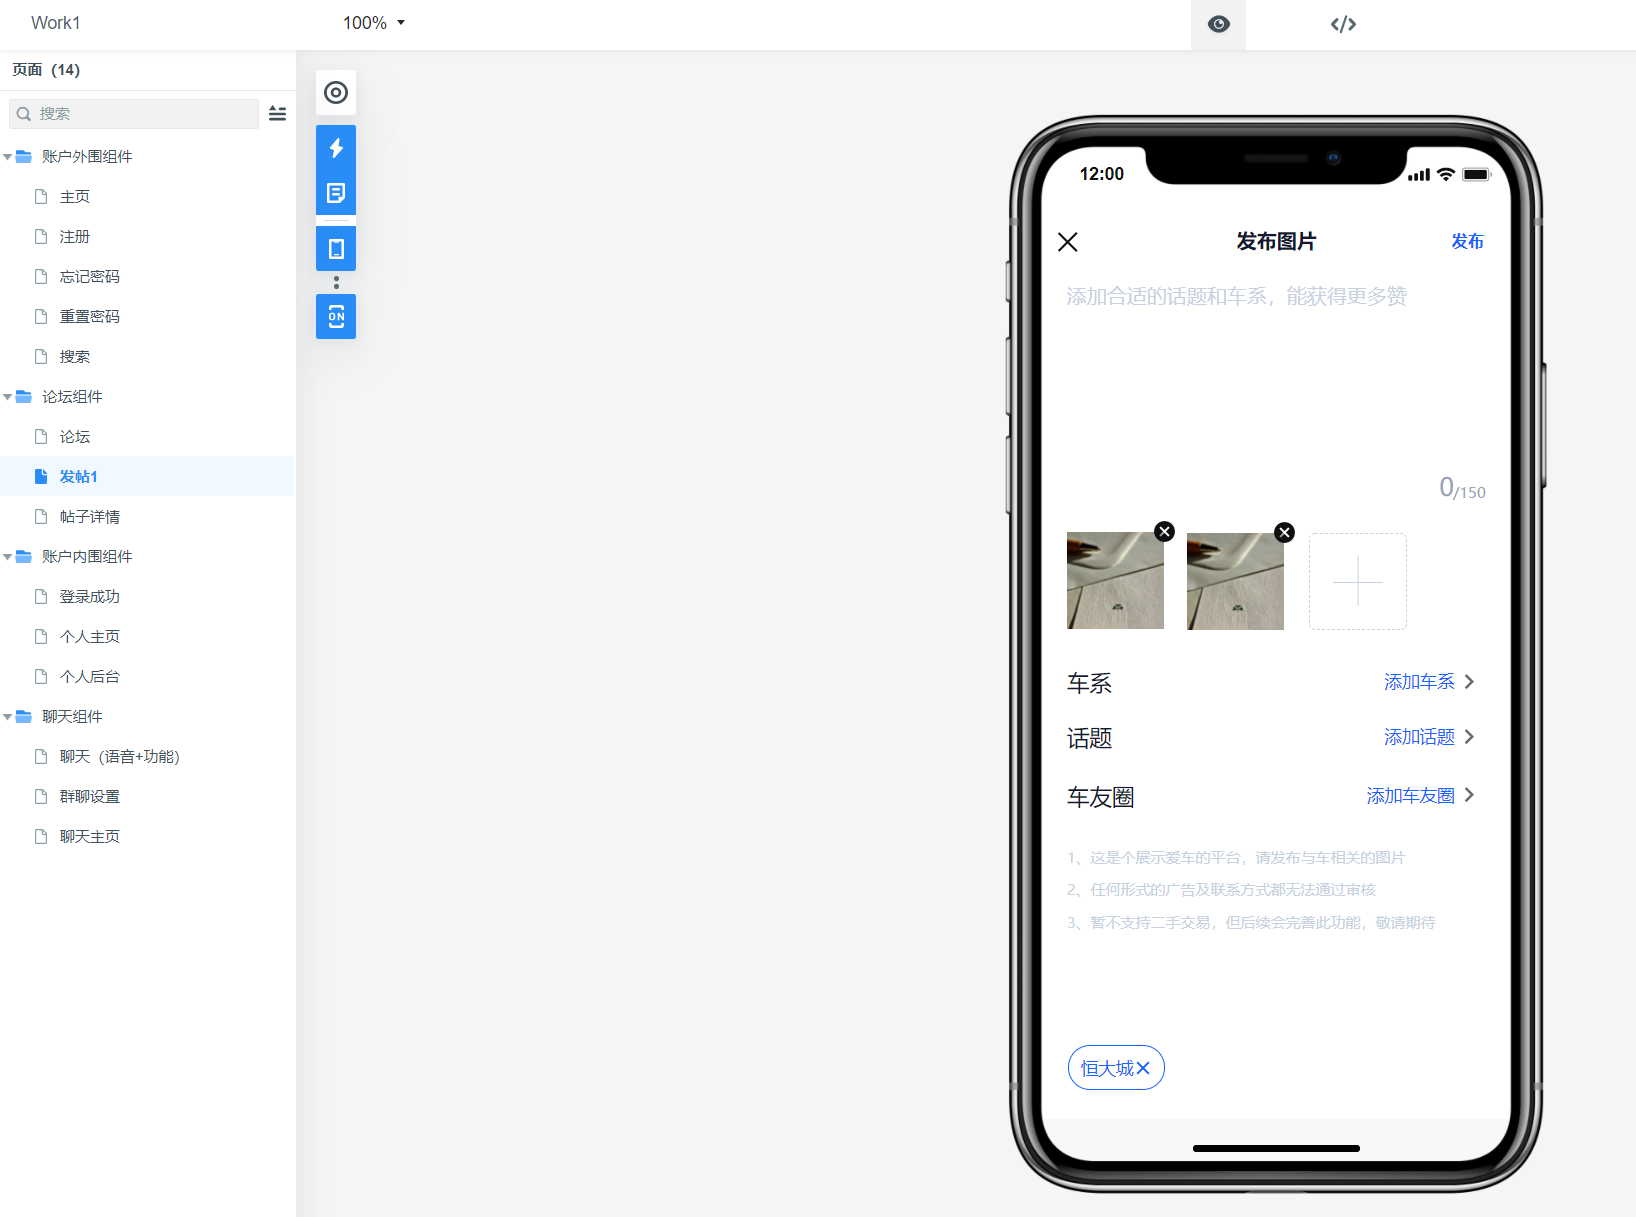 Work1
100%
页面（14）
搜索
账户外围组件
主页
注册
忘记密码
重置密码
搜索
论坛组件
论坛
发帖1
帖子详情
账户内围组件
登录成功
个人主页
个人后台
聊天组件
聊天（语音+功能）
群聊设置
聊天主页
ON
12:00
发布图片
发布
添加合适的话题和车系，能获得更多赞
0/150
车系
添加车系
话题
添加话题
车友圈
添加车友圈
1、这是个展示爱车的平台，请发布与车相关的图片
2、任何形式的广告及联系方式都无法通过审核
3、暂不支持二手交易，但后续会完善此功能，敬请期待
恒大城